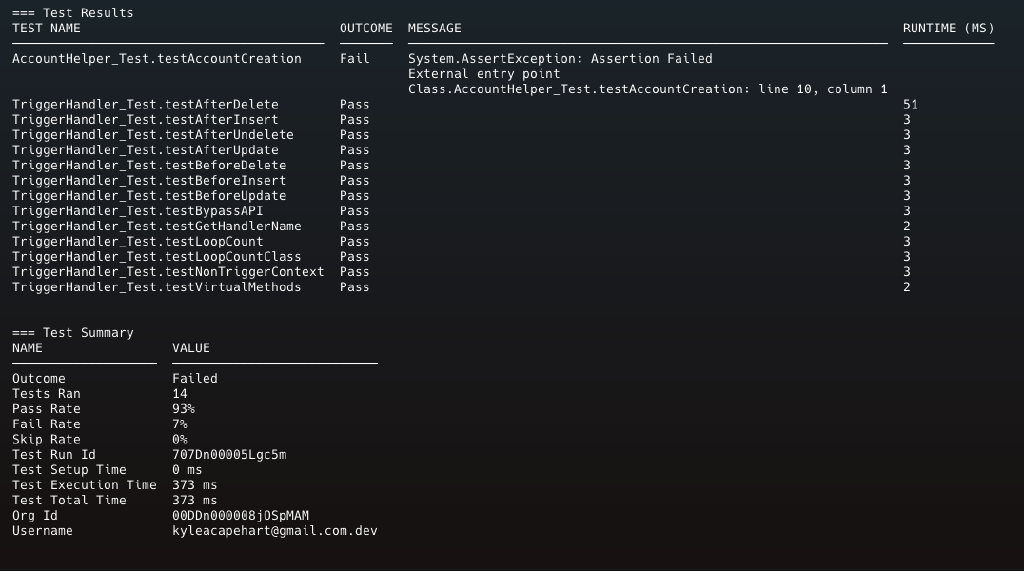 === Test Results
TEST NAME OUTCOME MESSAGE RUNTIME (MS)
AccountHelper_Test.testAccountCreation Fail System.AssertException: Assertion Failed
External entry point
Class.AccountHelper_Test.testAccountCreation: line 10, column 1
TriggerHandler_Test.testAfterDelete Pass 51
TriggerHandler_Test.testAfterInsert Pass 3
TriggerHandler_Test.testAfterUndelete Pass 3
TriggerHandler_Test.testAfterUpdate Pass 3
TriggerHandler_Test.testBeforeDelete Pass 3
TriggerHandler_Test.testBeforeInsert Pass 3
TriggerHandler_Test.testBeforeUpdate Pass 3
TriggerHandler_Test.testBypassAPI Pass 3
TriggerHandler_Test.testGetHandlerName Pass 2
TriggerHandler_Test.testLoopCount Pass 3
TriggerHandler_Test.testLoopCountClass Pass 3
TriggerHandler_Test.testNonTriggerContext Pass 3
TriggerHandler_Test.testVirtualMethods Pass 2
=== Test Summary
NAME VALUE
Outcome Failed
Tests Ran 14
Pass Rate 93%
Fail Rate 7%
Skip Rate 0%
Test Run Id 707Dn00005Lgc5m
Test Setup Time 0 ms
Test Execution Time 373 ms
Test Total Time 373 ms
Org Id 00DDn000008jOSpMAM
Username kyleacapehart@gmail.com.dev